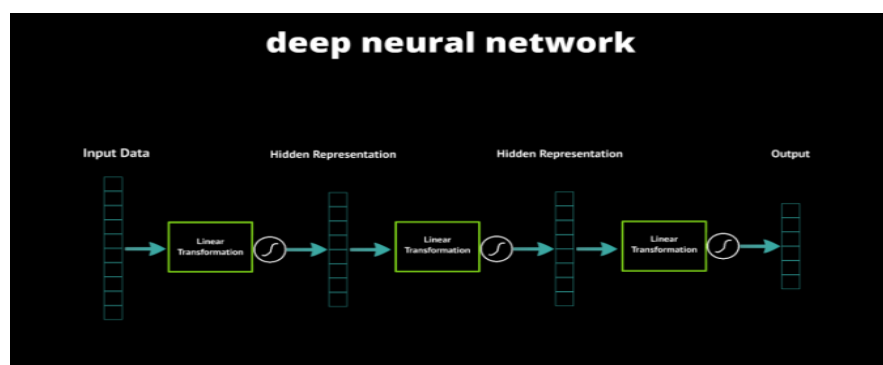 deep neural network
Input Data
Hidden Representation
Hidden Representation
Output
Linear
Transformation
Linear
Transformation
Linear
Transformation